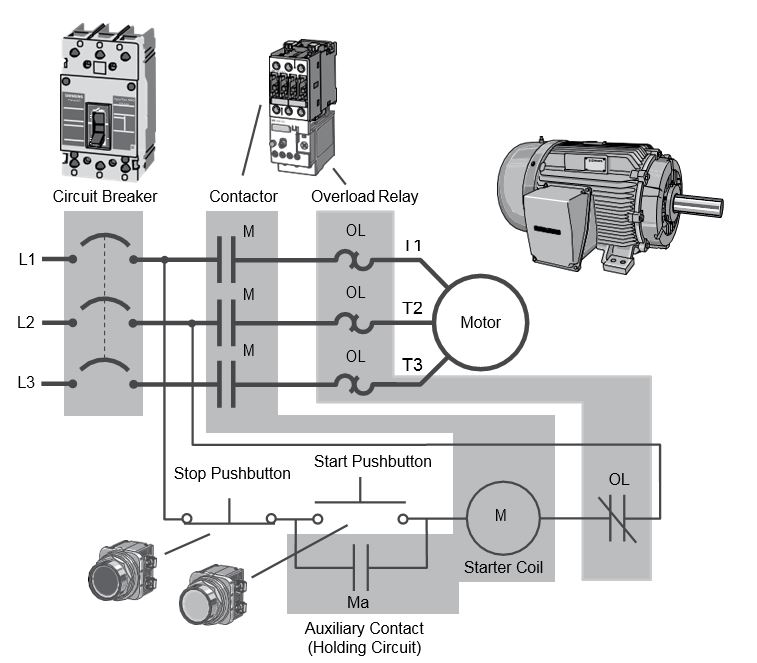 Circuit Breaker
Contactor
Overload Relay
M
OL
T1
L1
M
OL
T2
L2
Motor
M
OL
T3
L3
Start Pushbutton
Stop Pushbutton
OL
M
Starter Coil
Ma
Auxiliary Contact
(Holding Circuit)